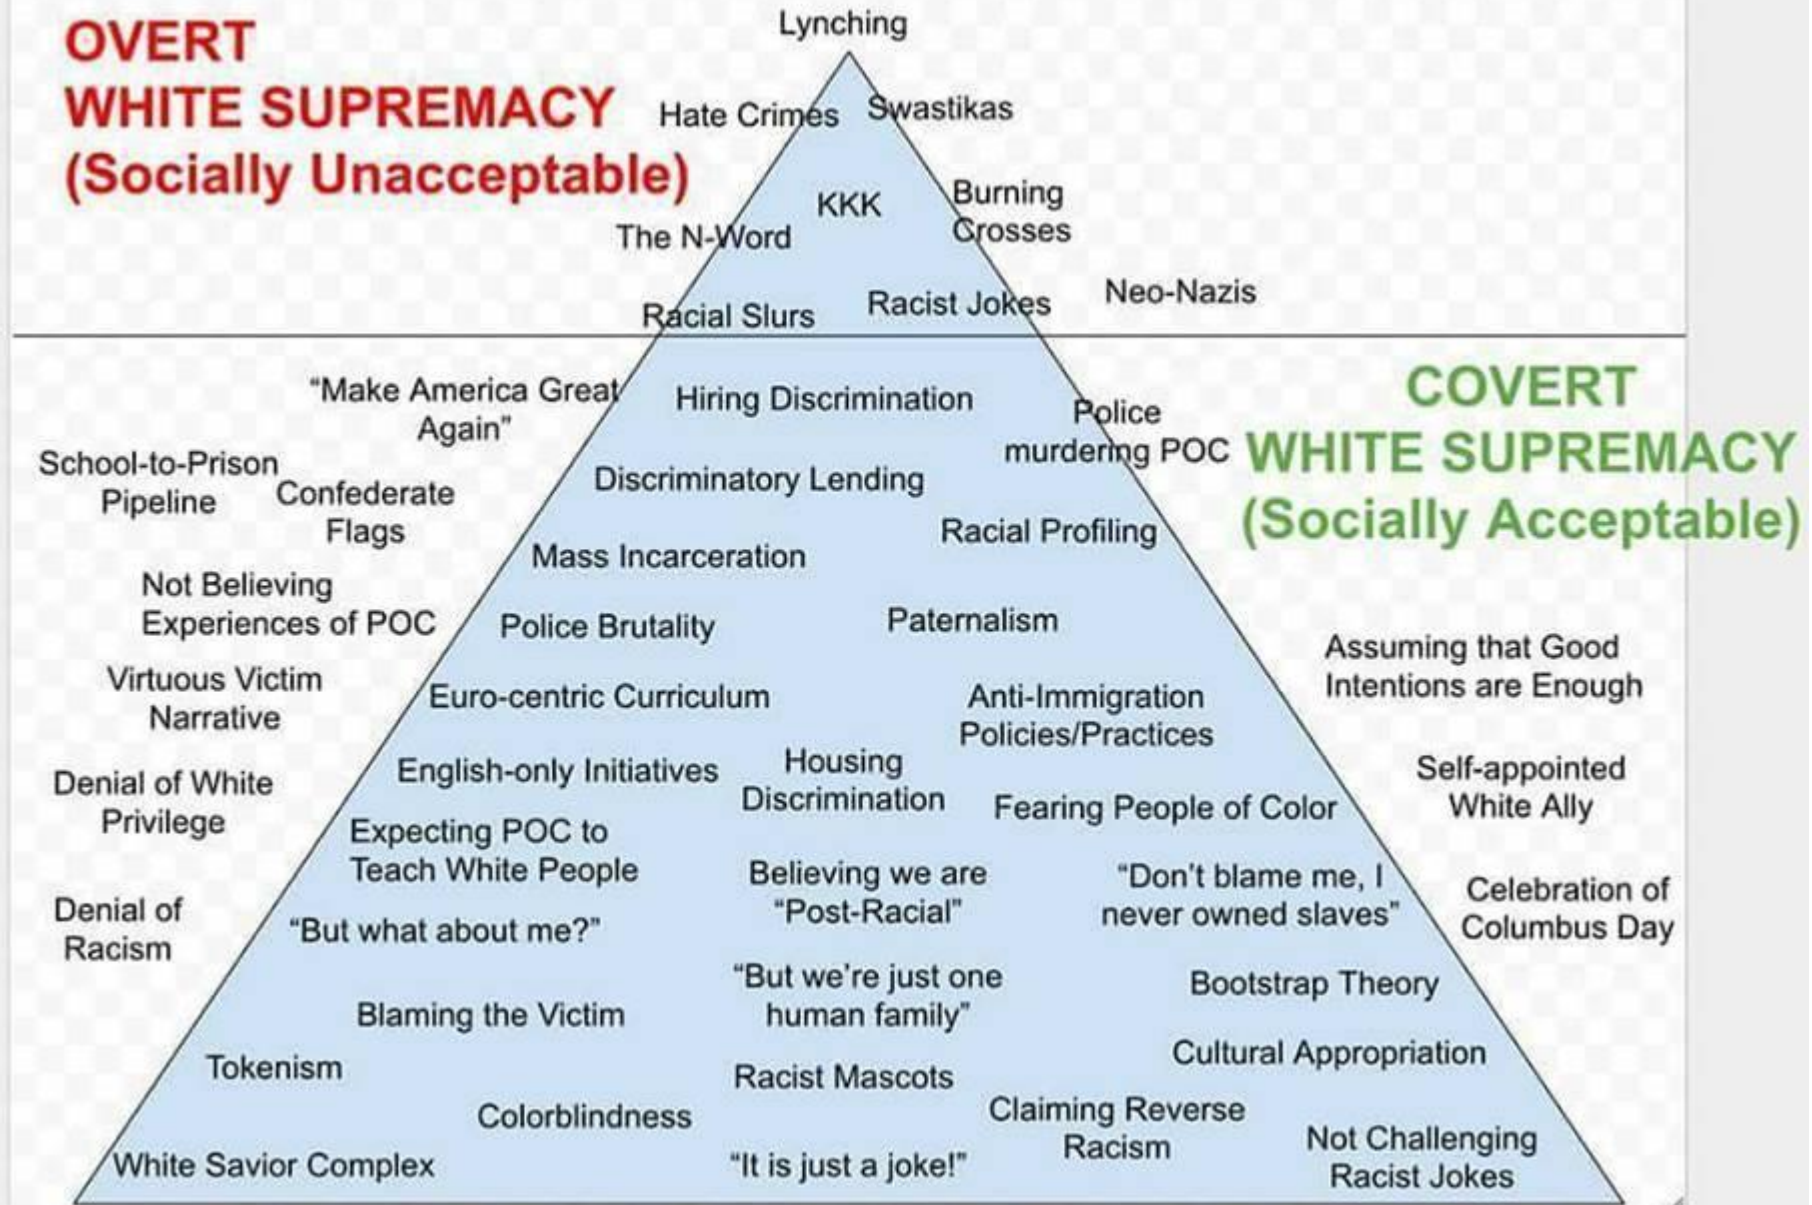 Lynching
OVERT
WHITE SUPREMACY
(Socially Unacceptable)
Hate Crimes
Swastikas
KKK
Burning
Crosses
The N-Word
Racial Slurs
Racist Jokes
Neo-Nazis
"Make America Great
Again"
Hiring Discrimination
Police
murdering POC
COVERT
WHITE SUPREMACY
(Socially Acceptable)
School-to-Prison
Pipeline
Confederate
Flags
Discriminatory Lending
Racial Profiling
Mass Incarceration
Not Believing
Experiences of POC
Police Brutality
Paternalism
Assuming that Good
Intentions are Enough
Virtuous Victim
Narrative
Euro-centric Curriculum
Anti-Immigration
Policies/Practices
Denial of White
Privilege
English-only Initiatives
Housing
Discrimination
Fearing People of Color
Self-appointed
White Ally
Expecting POC to
Teach White People
Believing we are
“Post-Racial”
“Don't blame me, I
never owned slaves”
Celebration of
Columbus Day
Denial of
Racism
“But what about me?”
“But we’re just one
human family”
Bootstrap Theory
Blaming the Victim
Cultural Appropriation
Tokenism
Racist Mascots
Colorblindness
Claiming Reverse
Racism
Not Challenging
Racist Jokes
White Savior Complex
“It is just a joke!”